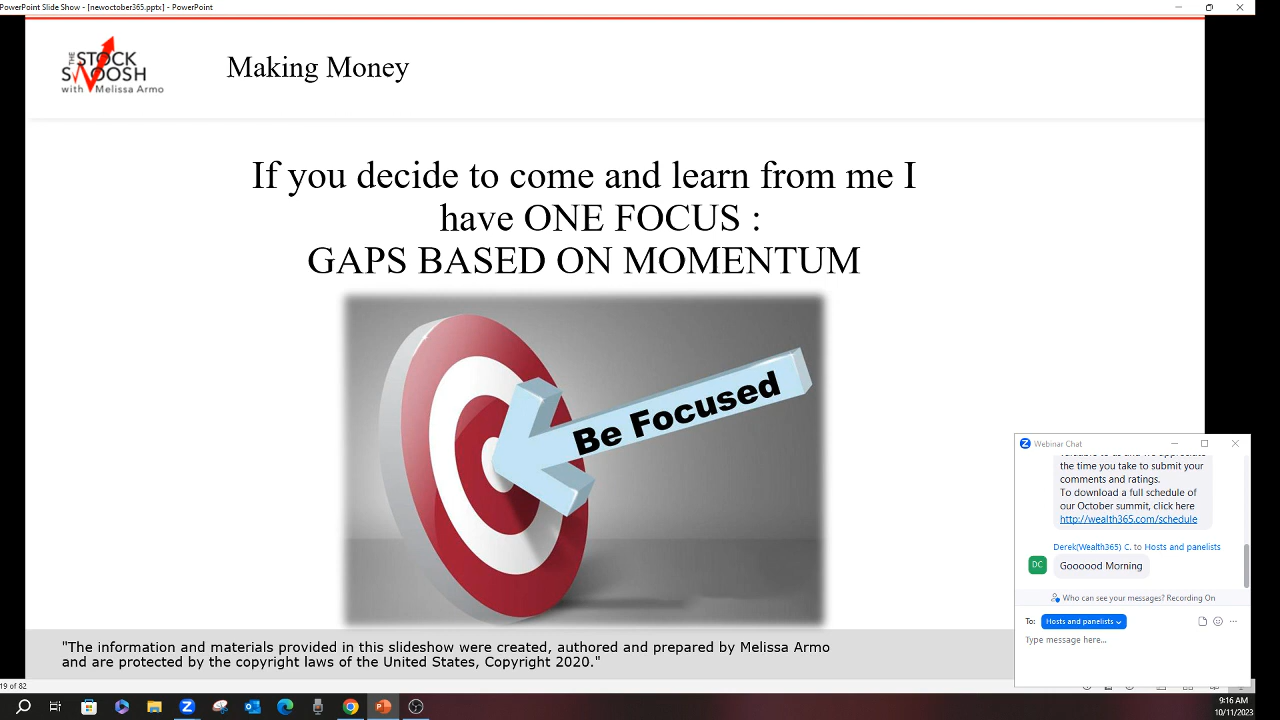 PowerPoint Slide Show - [newoctober365.pptx] - PowerPoint
THE STOCK
SWOOSH
with Melissa Armo
Making Money
If you decide to come and learn from me I
have ONE FOCUS :
GAPS BASED ON MOMENTUM
Be Focused
"The information and materials provided in this slideshow were created, authored and prepared by Melissa Armo
and are protected by the copyright laws of the United States, Copyright 2020."
Webinar Chat
the time you take to submit your
comments and ratings.
To download a full schedule of
our October summit, click here
http://wealth365.com/schedule
Derek(Wealth365) C. to Hosts and panelists
DC
Goooood Morning
Who can see your messages? Recording On
To: Hosts and panelists
Type message here...
19 of 82
9:16 AM
10/11/2023